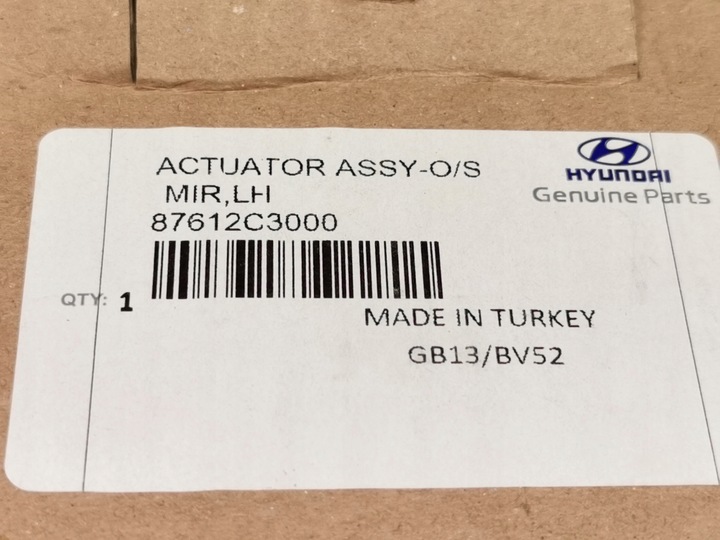 ACTUATOR ASSY-O/S
MIR,LH
87612C3000
HYUNDAI
Genuine Parts
QTY: 1
MADE IN TURKEY
GB13/BV52